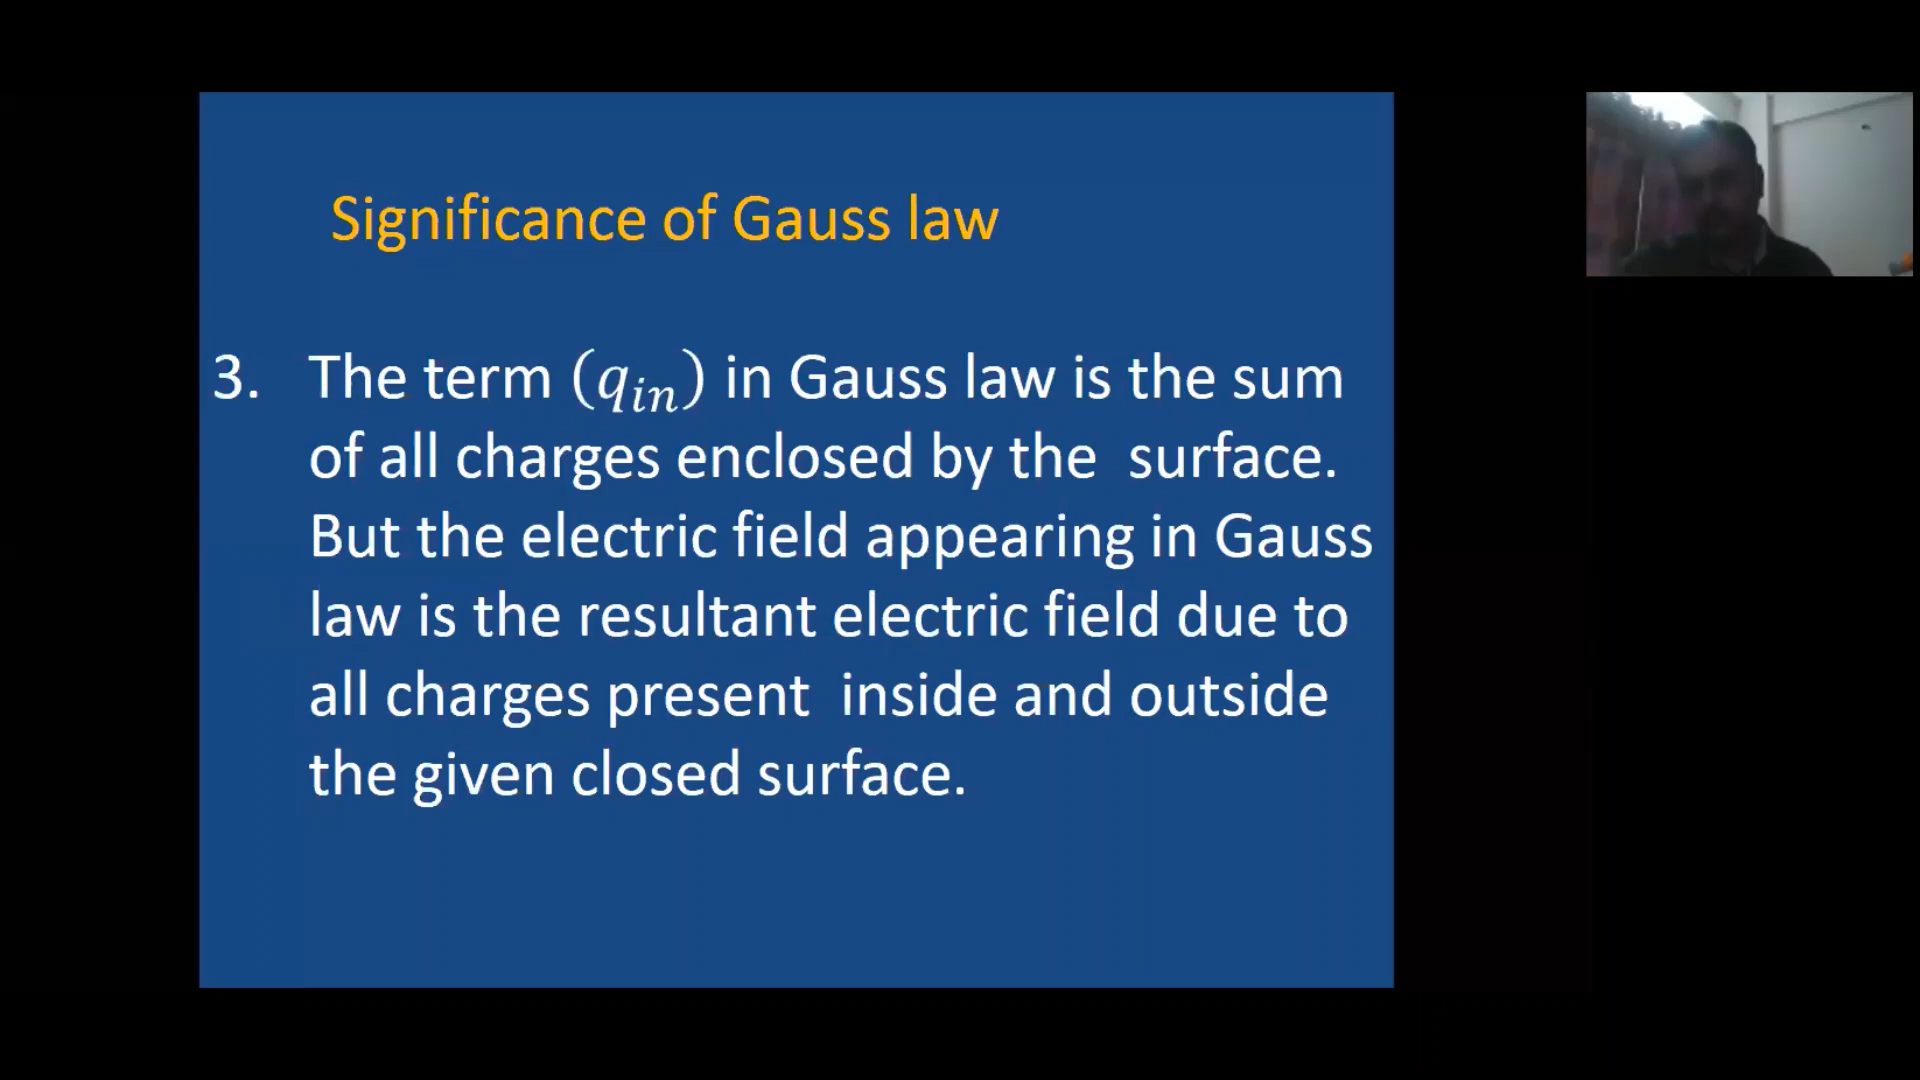 Significance of Gauss law
3. The term (q_in) in Gauss law is the sum
of all charges enclosed by the surface.
But the electric field appearing in Gauss
law is the resultant electric field due to
all charges present inside and outside
the given closed surface.